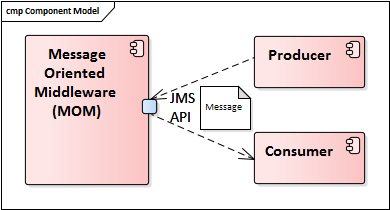 cmp Component Model
Message
Oriented
Middleware
(MOM)
JMS
API
Message
Producer
Consumer